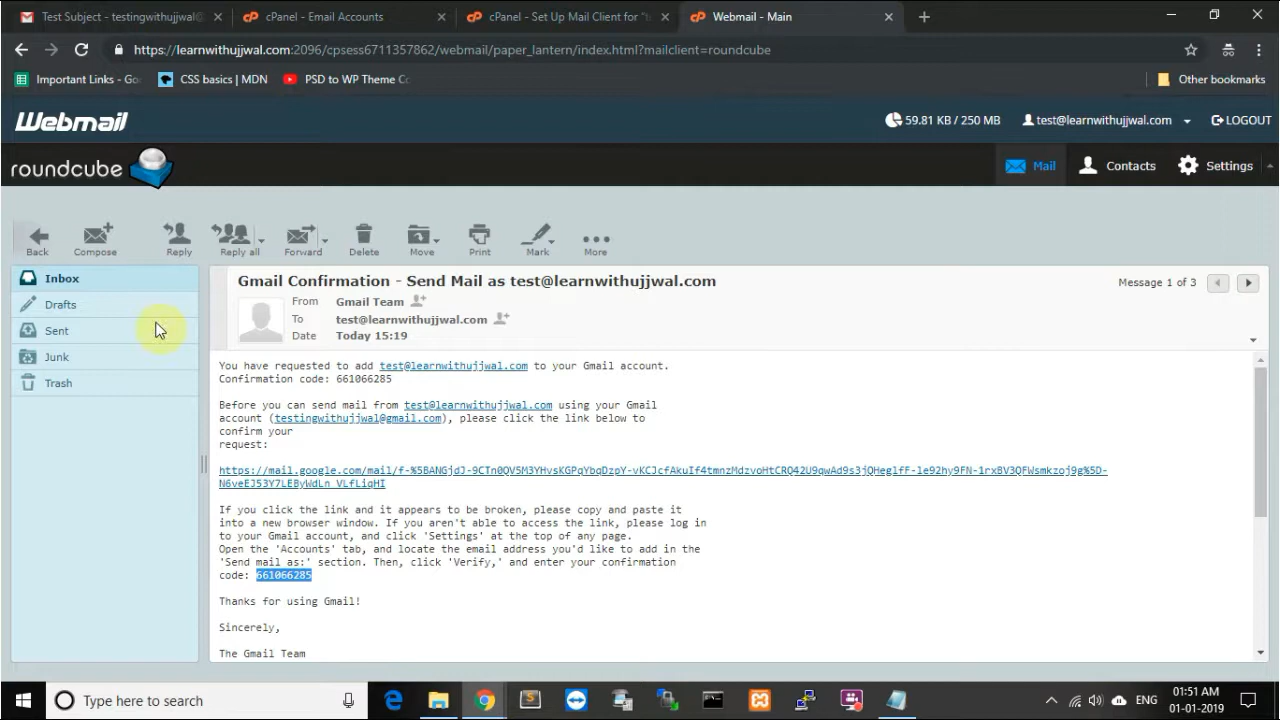 Test Subject - testingwithujjwal@
cPanel - Email Accounts
cPanel - Set Up Mail Client for "t
Webmail - Main
https://learnwithujjwal.com:2096/cpsess6711357862/webmail/paper_lantern/index.html?mailclient=roundcube
Important Links - Go
CSS basics | MDN
PSD to WP Theme Co
Other bookmarks
Webmail
59.81 KB / 250 MB
test@learnwithujjwal.com
LOGOUT
roundcube
Mail
Contacts
Settings
Back
Compose
Reply
Reply all
Forward
Delete
Move
Print
Mark
More
Inbox
Drafts
Sent
Junk
Trash
Gmail Confirmation - Send Mail as test@learnwithujjwal.com
Message 1 of 3
From Gmail Team
To test@learnwithujjwal.com
Date Today 15:19
You have requested to add test@learnwithujjwal.com to your Gmail account.
Confirmation code: 661066285
Before you can send mail from test@learnwithujjwal.com using your Gmail
account (testingwithujjwal@gmail.com), please click the link below to
confirm your
request:
If you click the link and it appears to be broken, please copy and paste it
into a new browser window. If you aren't able to access the link, please log in
to your Gmail account, and click 'Settings' at the top of any page.
Open the 'Accounts' tab, and locate the email address you'd like to add in the
'Send mail as:' section. Then, click 'Verify,' and enter your confirmation
code: 661066285
Thanks for using Gmail!
Sincerely,
The Gmail Team
Type here to search
ENG
01:51 AM
01-01-2019